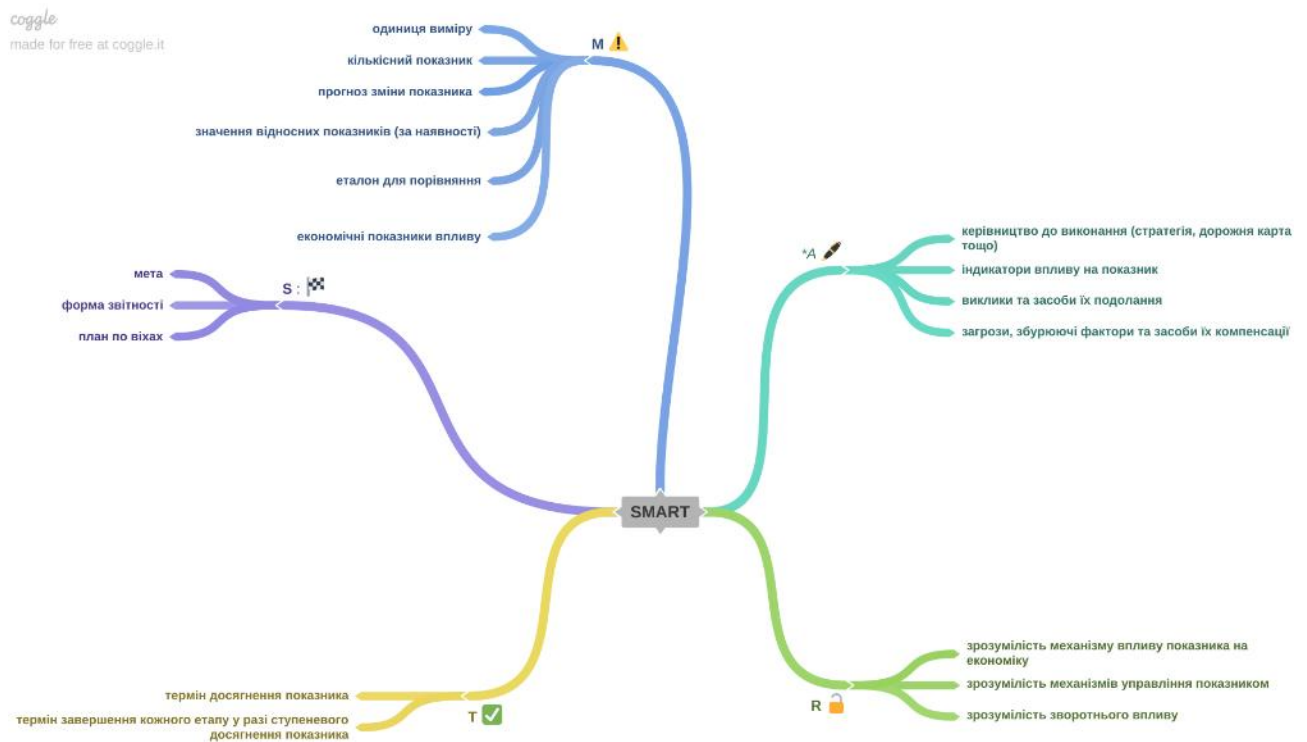 coggle
made for free at coggle.it
одиниця виміру
кількісний показник
прогноз зміни показника
значення відносних показників (за наявності)
еталон для порівняння
економічні показники впливу
M
мета
форма звітності
план по віхах
S :
*A
керівництво до виконання (стратегія, дорожня карта
тощо)
індикатори впливу на показник
виклики та засоби їх подолання
загрози, збурюючі фактори та засоби їх компенсації
SMART
термін досягнення показника
термін завершення кожного етапу у разі ступеневого
досягнення показника
T
R
зрозумілість механізму впливу показника на
економіку
зрозумілість механізмів управління показником
зрозумілість зворотнього впливу